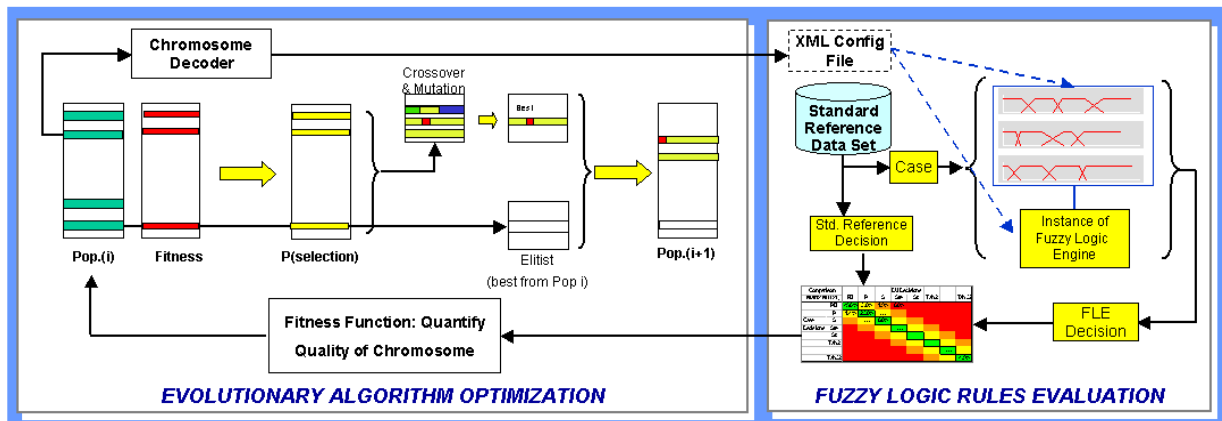 Chromosome
Decoder
Crossover
& Mutation
Best
Pop.(i)
Fitness
P(selection)
Elitist
(best from Pop i)
Pop.(i+1)
Fitness Function: Quantify
Quality of Chromosome
EVOLUTIONARY ALGORITHM OPTIMIZATION
XML Config
File
Standard
Reference
Data Set
Case
Std. Reference
Decision
Instance of
Fuzzy Logic
Engine
Comparison
P S
FLE
Decision
FUZZY LOGIC RULES EVALUATION